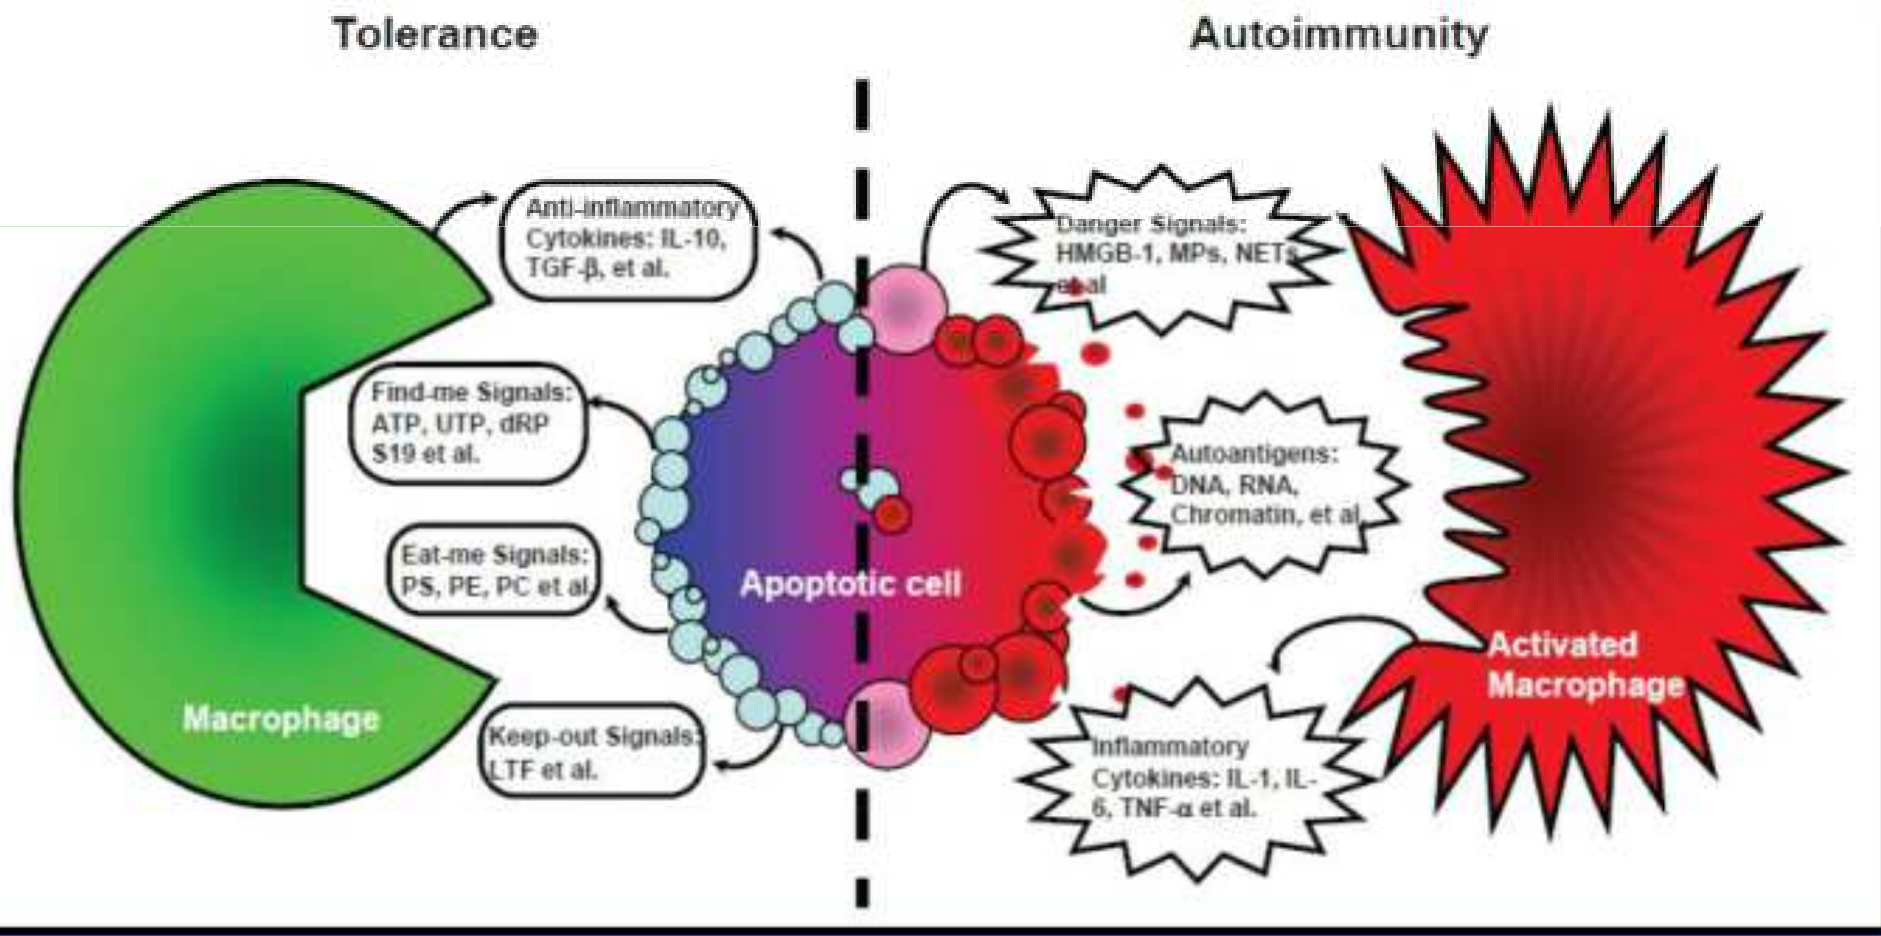 Tolerance
Autoimmunity
Anti-inflammatory
Cytokines: IL-10,
TGF-β, et al.
Danger Signals:
HMGB-1, MPs, NETs
et al
Find-me Signals:
ATP, UTP, dRP
S19 et al.
Autoantigens:
DNA, RNA,
Chromatin, et al
Eat-me Signals:
PS, PE, PC et al
Apoptotic cell
Activated
Macrophage
Macrophage
Keep-out Signals:
LTF et al.
Inflammatory
Cytokines: IL-1, IL-
6, TNF-α et al.